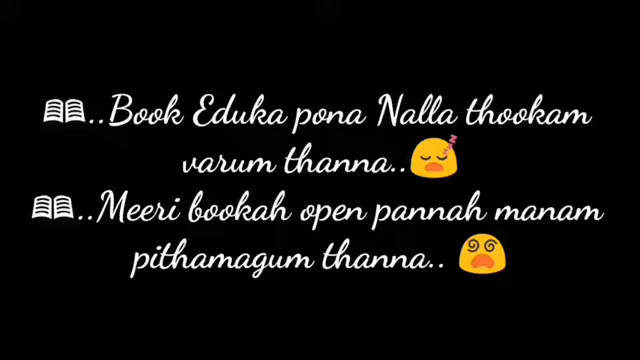 📖..Book Eduka pona Nalla thookam
varum thanna..😴
📖..Meeri bookah open pannah manam
pithamagum thanna.. 😵